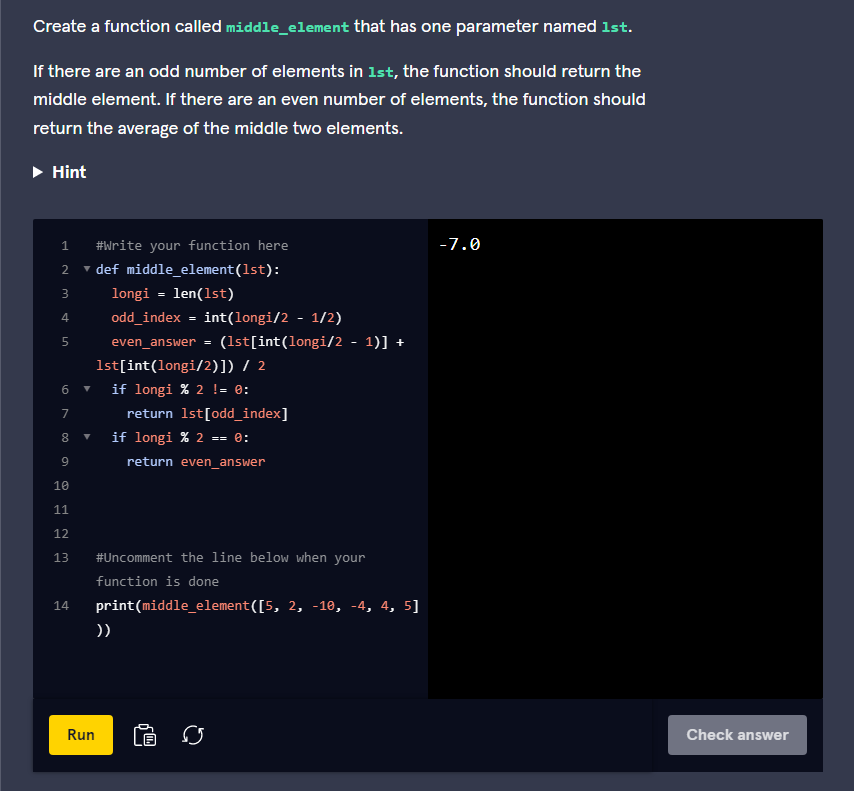 Create a function called middle_element that has one parameter named lst.
If there are an odd number of elements in lst, the function should return the
middle element. If there are an even number of elements, the function should
return the average of the middle two elements.
▶ Hint
1 #Write your function here
2 ▼ def middle_element(lst):
3 longi = len(lst)
4 odd_index = int(longi/2 - 1/2)
5 even_answer = (lst[int(longi/2 - 1)] +
lst[int(longi/2)]) / 2
6 ▼ if longi % 2 != 0:
7 return lst[odd_index]
8 ▼ if longi % 2 == 0:
9 return even_answer
10
11
12
13 #Uncomment the line below when your
function is done
14 print(middle_element([5, 2, -10, -4, 4, 5]
))
-7.0
Run
Check answer